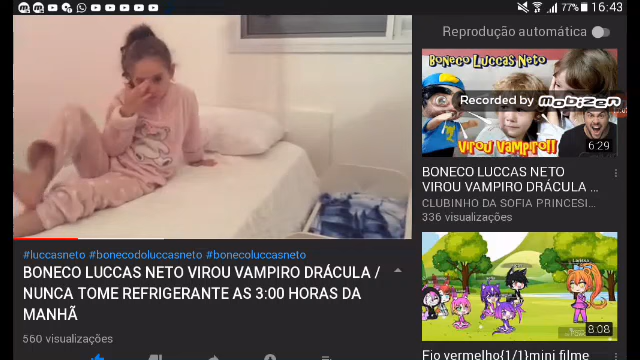 77% 16:43
Reprodução automática
BONECO LUCCAS NETO
Recorded by MOBIZEN
VIROU VAMPIRO!!
6:29
BONECO LUCCAS NETO
VIROU VAMPIRO DRÁCULA ...
CLUBINHO DA SOFIA PRINCESI...
336 visualizações
#luccasneto #bonecodoluccasneto #bonecoluccasneto
BONECO LUCCAS NETO VIROU VAMPIRO DRÁCULA /
NUNCA TOME REFRIGERANTE AS 3:00 HORAS DA
MANHÃ
560 visualizações
8:08
Fio vermelho{1/1}mini filme